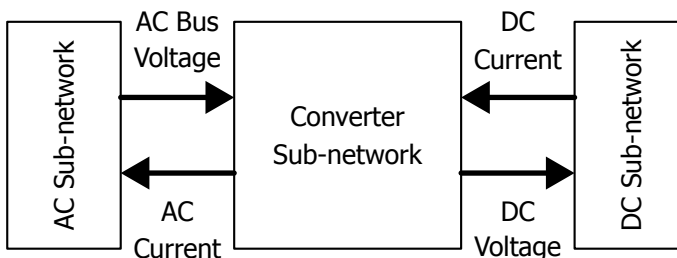 AC Sub-network
AC Bus
Voltage
AC
Current
Converter
Sub-network
DC
Current
DC
Voltage
DC Sub-network